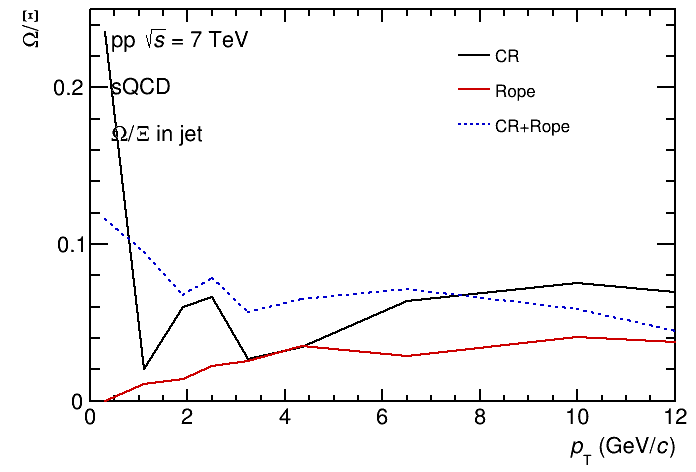 Ω/Ξ
pp √s = 7 TeV
sQCD
Ω/Ξ in jet
CR
Rope
CR+Rope
0.2
0.1
0
0 2 4 6 8 10 12
p_T (GeV/c)